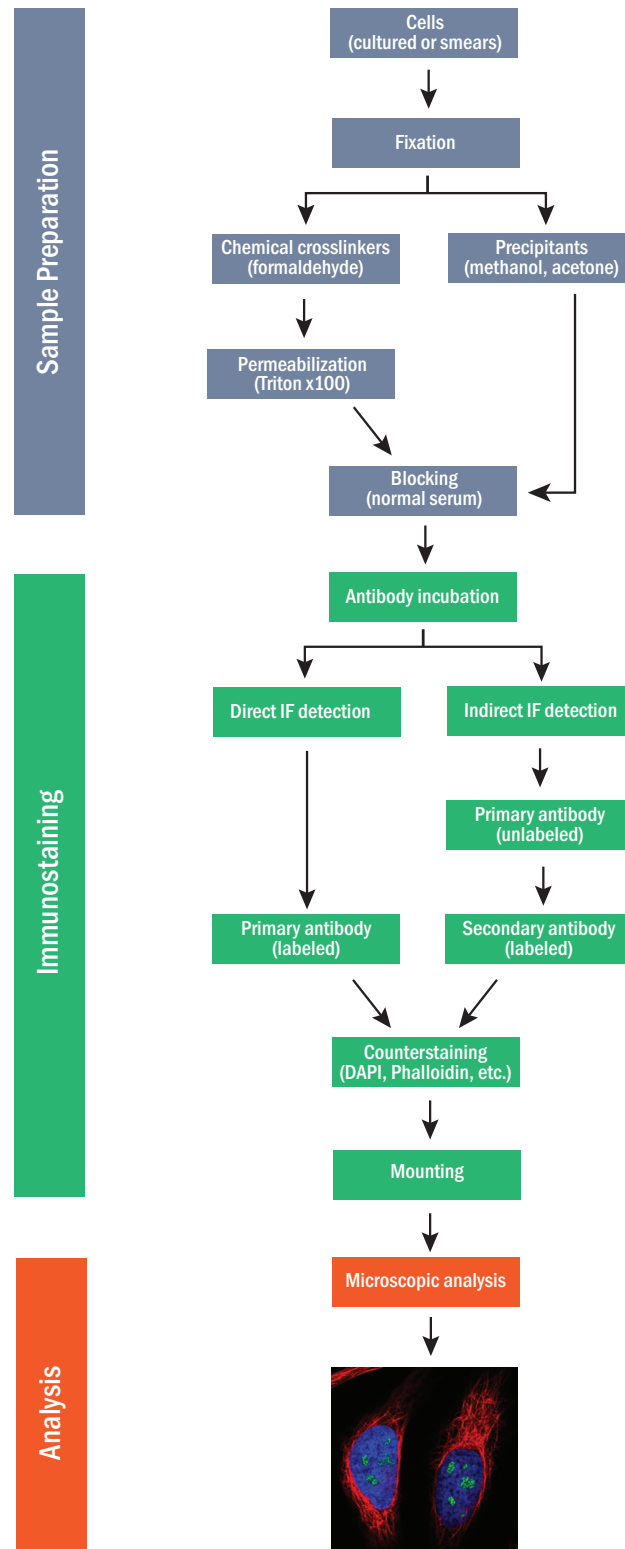 Sample Preparation
Cells
(cultured or smears)
Fixation
Chemical crosslinkers
(formaldehyde)
Precipitants
(methanol, acetone)
Permeabilization
(Triton x100)
Blocking
(normal serum)
Immunostaining
Antibody incubation
Direct IF detection
Indirect IF detection
Primary antibody
(unlabeled)
Primary antibody
(labeled)
Secondary antibody
(labeled)
Counterstaining
(DAPI, Phalloidin, etc.)
Mounting
Analysis
Microscopic analysis